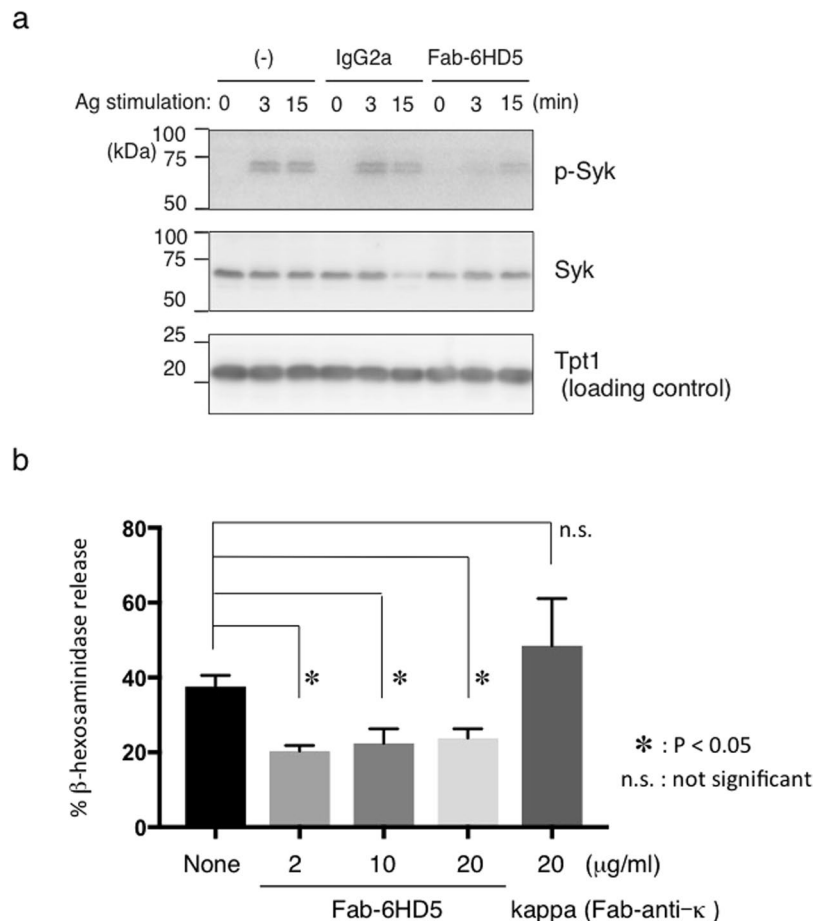 a
(-) IgG2a Fab-6HD5
Ag stimulation: 0 3 15 0 3 15 0 3 15 (min)
(kDa)
100
75
50
p-Syk
100
75
50
Syk
25
20
Tpt1
(loading control)
b
% β-hexosaminidase release
80
60
40
20
0
n.s.
* * *
* : P < 0.05
n.s. : not significant
None 2 10 20 20 (μg/ml)
Fab-6HD5 kappa (Fab-anti-κ )